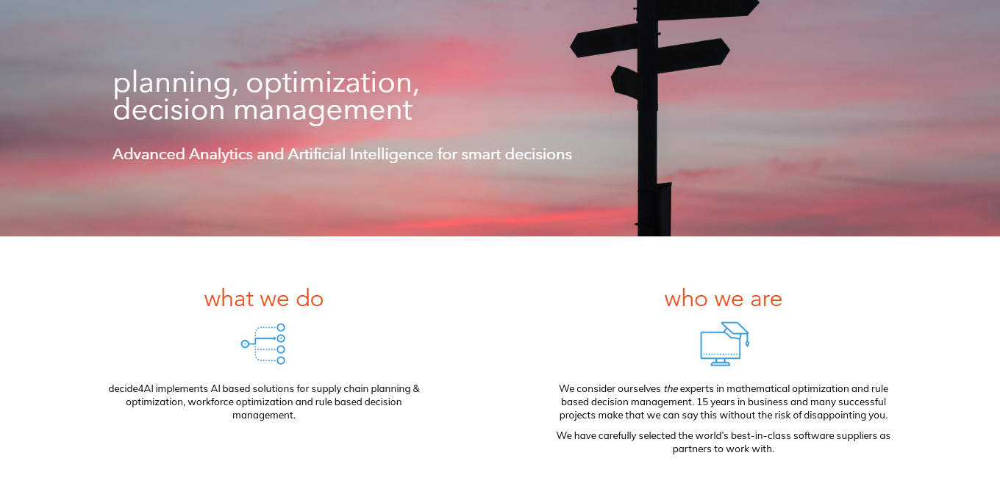 planning, optimization,
decision management
Advanced Analytics and Artificial Intelligence for smart decisions
what we do
decide4AI implements AI based solutions for supply chain planning &
optimization, workforce optimization and rule based decision
management.
who we are
We consider ourselves the experts in mathematical optimization and rule
based decision management. 15 years in business and many successful
projects make that we can say this without the risk of disappointing you.
We have carefully selected the world's best-in-class software suppliers as
partners to work with.